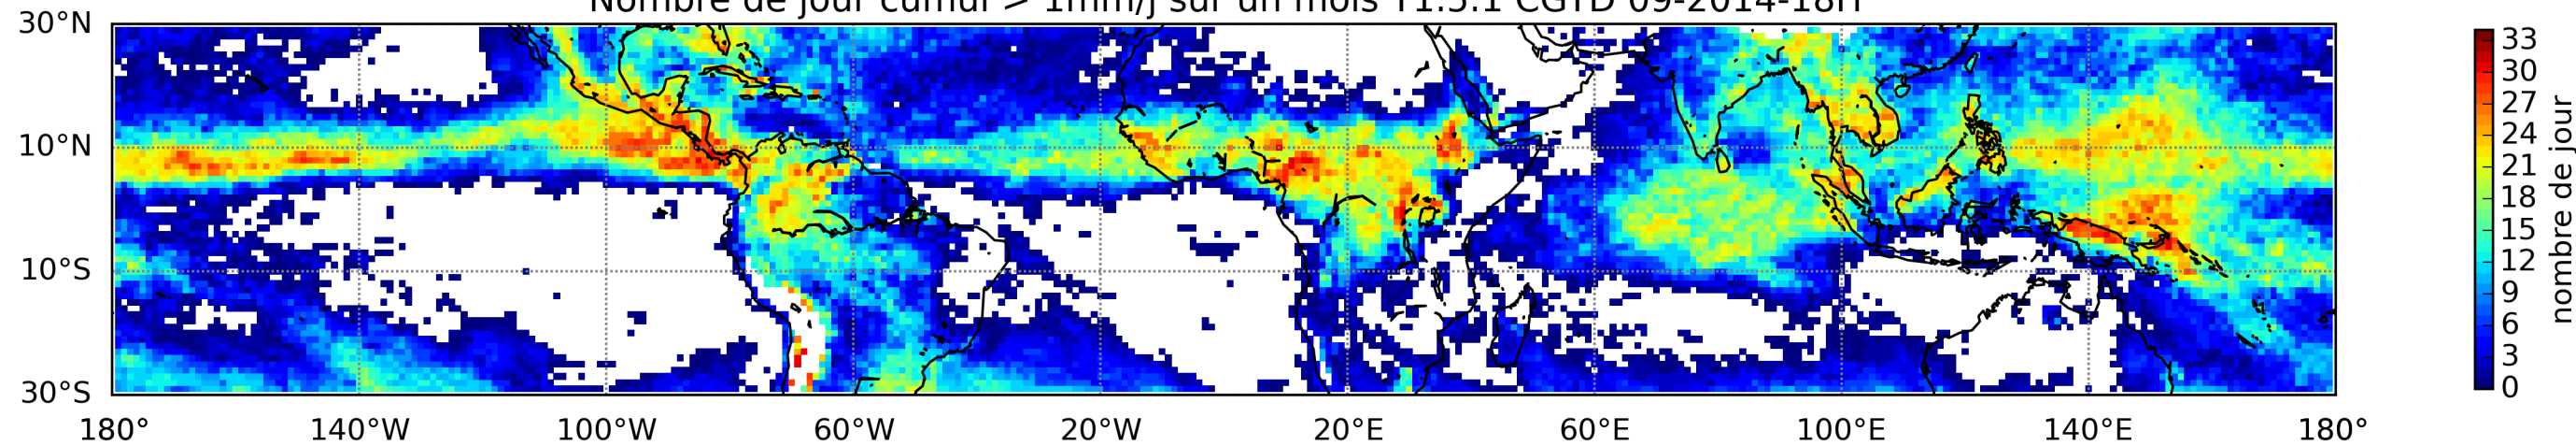 Nombre de jour cumul > 1mm/j sur un mois T1.5.1 CGTD 09-2014-18H
30°N
10°N
10°S
30°S
180°
140°W
100°W
60°W
20°W
20°E
60°E
100°E
140°E
180°
33
30
27
24
21
18
15
12
9
6
3
0
nombre de jour